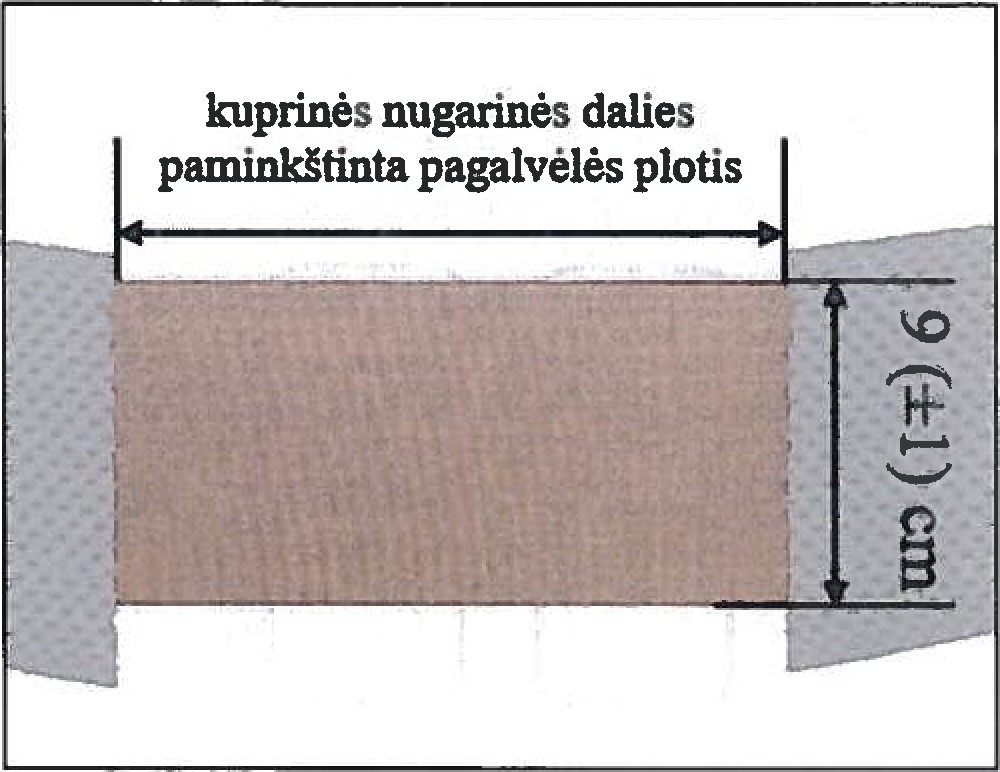 kuprinės nugarinės dalies
paminkštinta pagalvėlės plotis
9 (±1) cm